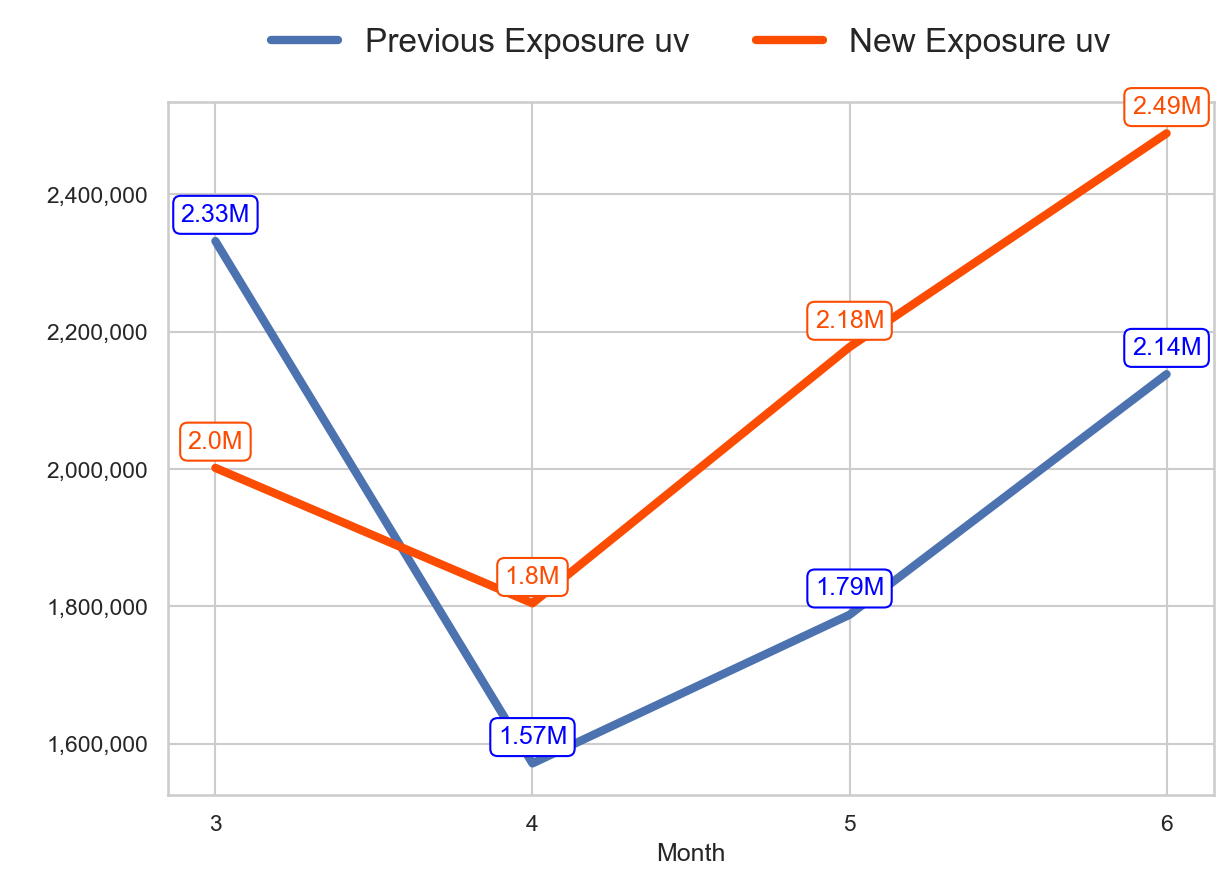 Previous Exposure uv New Exposure uv
2.49M
2,400,000
2.33M
2,200,000
2.18M
2.14M
2.0M
2,000,000
1.8M
1.79M
1,800,000
1.57M
1,600,000
3 4 5 6
Month